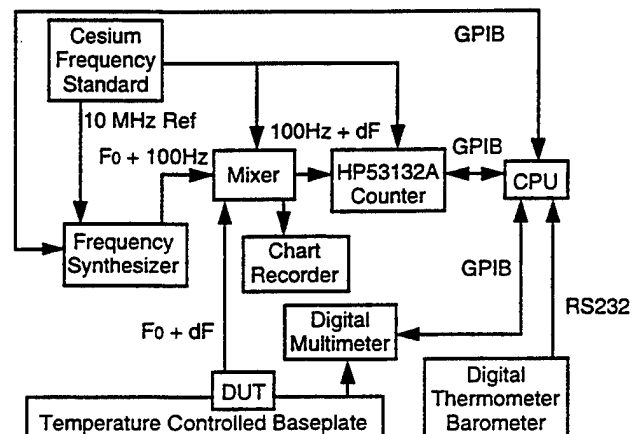 GPIB
Cesium
Frequency
Standard
10 MHz Ref
100Hz + dF
F0 + 100Hz
Mixer
HP53132A
Counter
GPIB
CPU
Frequency
Synthesizer
Chart
Recorder
GPIB
RS232
F0 + dF
Digital
Multimeter
DUT
Temperature Controlled Baseplate
Digital
Thermometer
Barometer